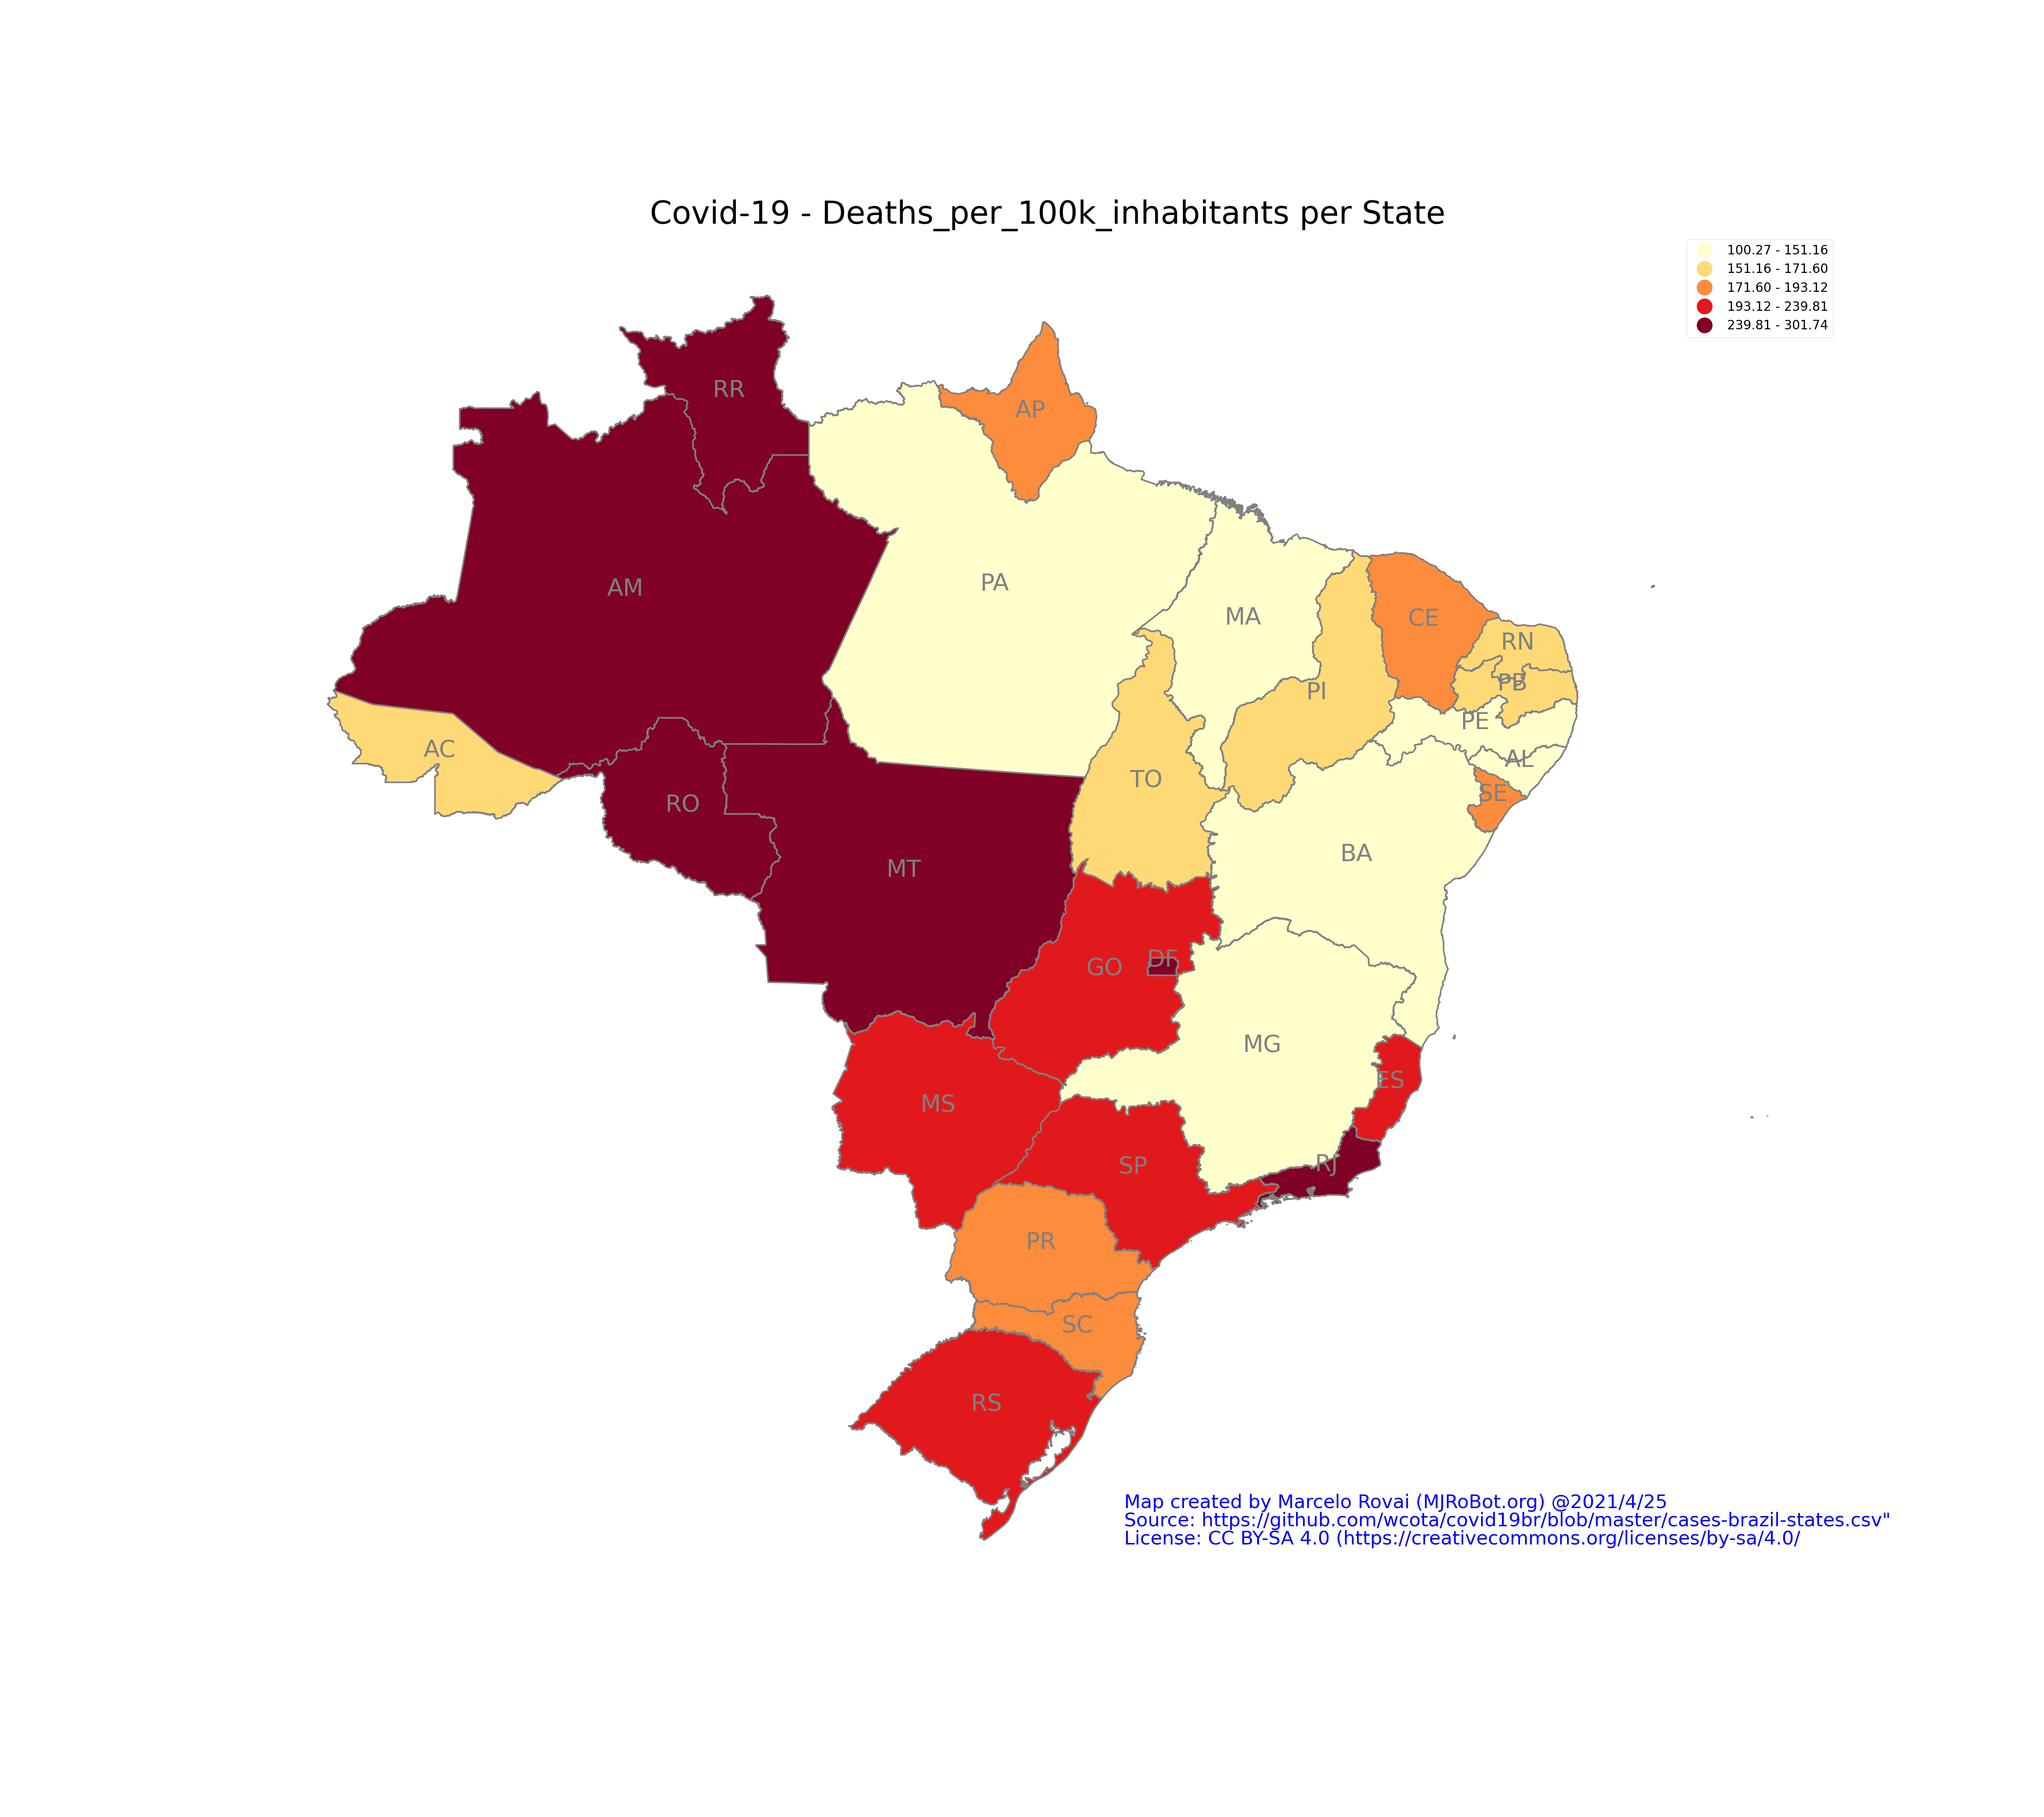 Covid-19 - Deaths_per_100k_inhabitants per State
100.27 - 151.16
151.16 - 171.60
171.60 - 193.12
193.12 - 239.81
239.81 - 301.74
RR
AP
AM
PA
MA
CE
RN
PB
PI
PE
AC
AL
TO
SE
RO
BA
MT
DF
GO
MG
ES
MS
RJ
SP
PR
SC
RS
Map created by Marcelo Rovai (MJRoBot.org) @2021/4/25
Source: https://github.com/wcota/covid19br/blob/master/cases-brazil-states.csv"
License: CC BY-SA 4.0 (https://creativecommons.org/licenses/by-sa/4.0/